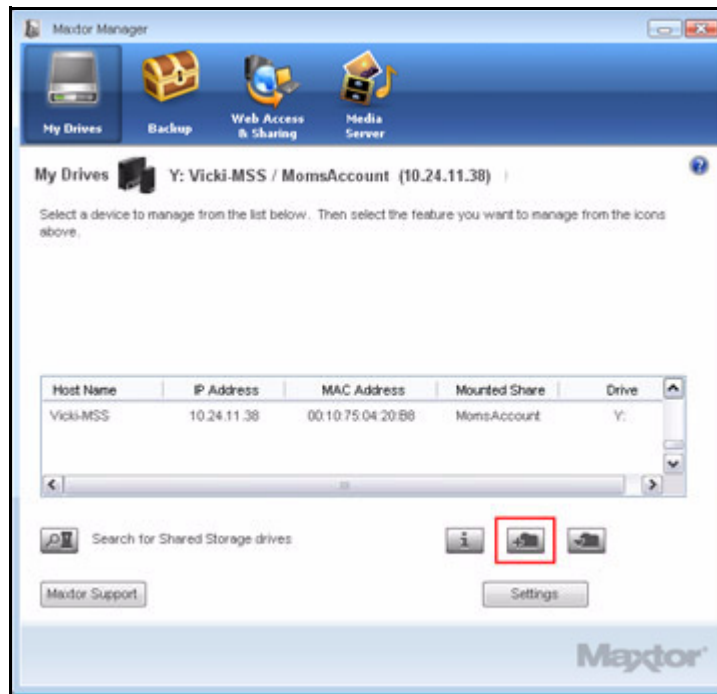 Maxtor Manager
My Drives Backup Web Access & Sharing Media Server
My Drives Y: Vicki-MSS / MomsAccount (10.24.11.38)
Select a device to manage from the list below. Then select the feature you want to manage from the icons
above.
Host Name IP Address MAC Address Mounted Share Drive
Vicki-MSS 10.24.11.38 00:10:75:04:20:B8 MomsAccount Y:
Search for Shared Storage drives
Maxtor Support Settings
Maxtor